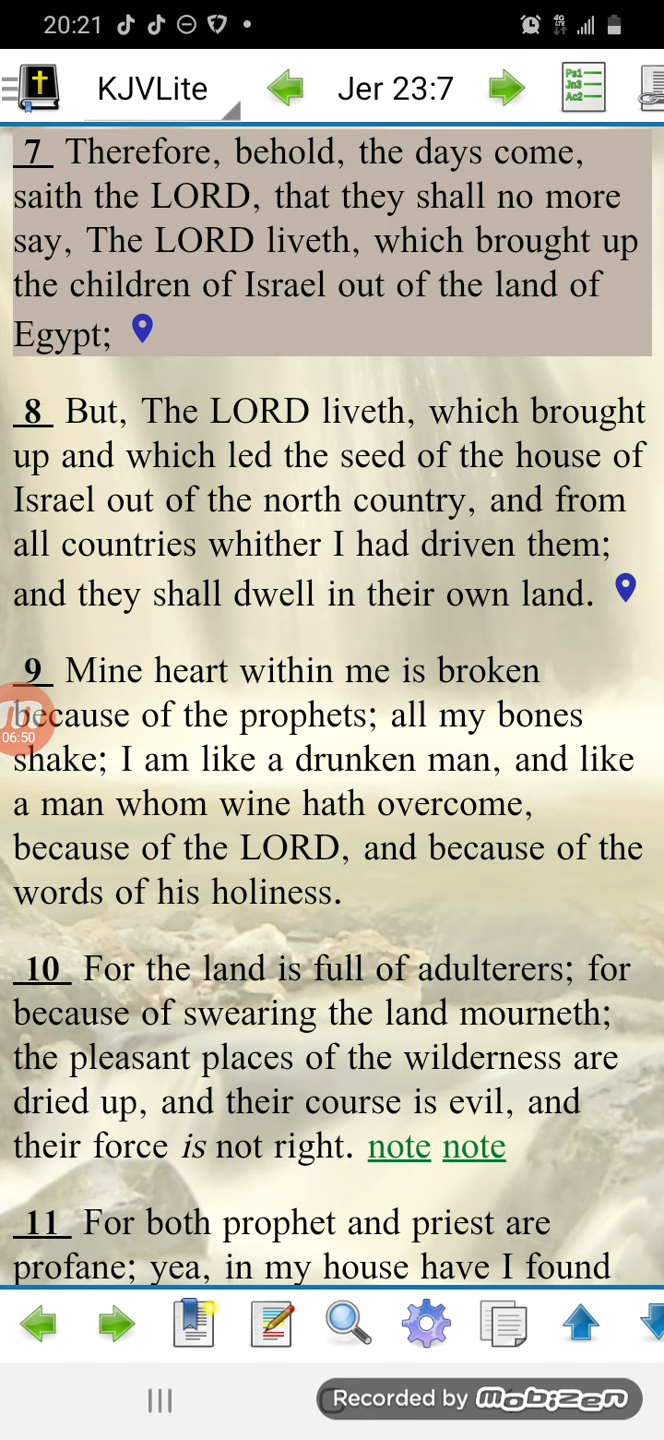 20:21
KJVLite
Jer 23:7
Ps1
Jn3
Ac2
7 Therefore, behold, the days come,
saith the LORD, that they shall no more
say, The LORD liveth, which brought up
the children of Israel out of the land of
Egypt;
8 But, The LORD liveth, which brought
up and which led the seed of the house of
Israel out of the north country, and from
all countries whither I had driven them;
and they shall dwell in their own land.
9 Mine heart within me is broken
because of the prophets; all my bones
06:50
shake; I am like a drunken man, and like
a man whom wine hath overcome,
because of the LORD, and because of the
words of his holiness.
10 For the land is full of adulterers; for
because of swearing the land mourneth;
the pleasant places of the wilderness are
dried up, and their course is evil, and
their force is not right. note note
11 For both prophet and priest are
profane; yea, in my house have I found
Recorded by Mobizen